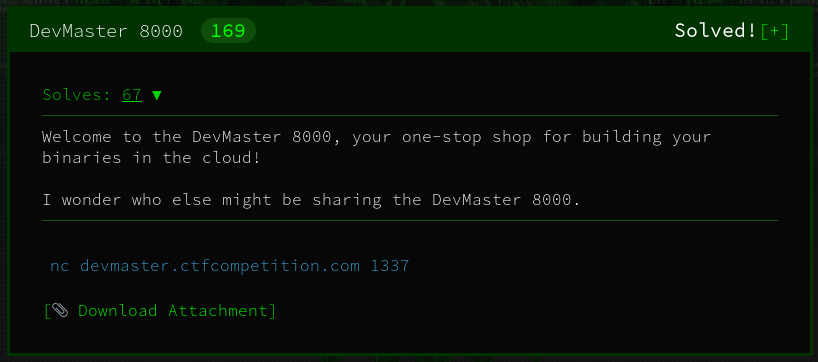 DevMaster 8000 169 Solved![+]
Solves: 67 ▼
Welcome to the DevMaster 8000, your one-stop shop for building your
binaries in the cloud!
I wonder who else might be sharing the DevMaster 8000.
nc devmaster.ctfcompetition.com 1337
[📎 Download Attachment]